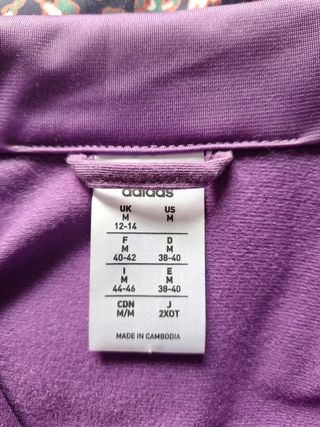 adidas
UK US
M M
12-14
F D
M M
40-42 38-40
I E
M M
44-46 38-40
CDN J
M/M 2XOT
MADE IN CAMBODIA